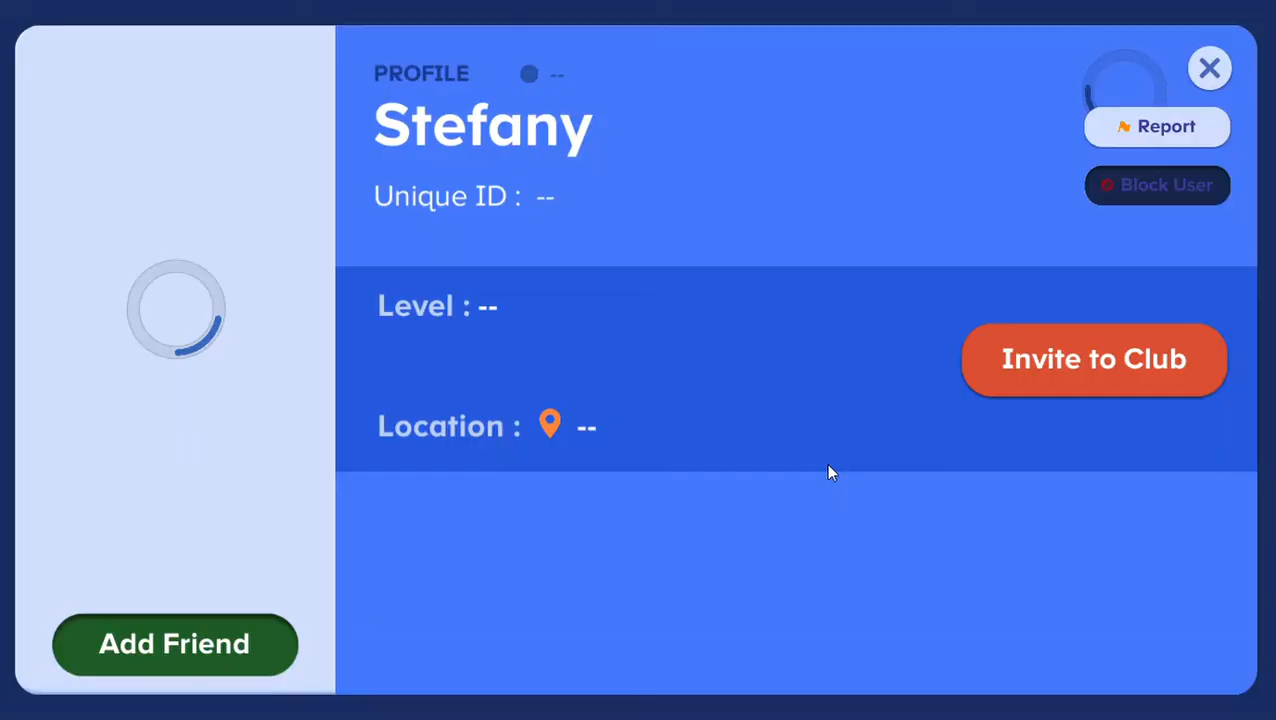 PROFILE --
Stefany
Unique ID : --
Report
Block User
Level : --
Invite to Club
Location : --
Add Friend